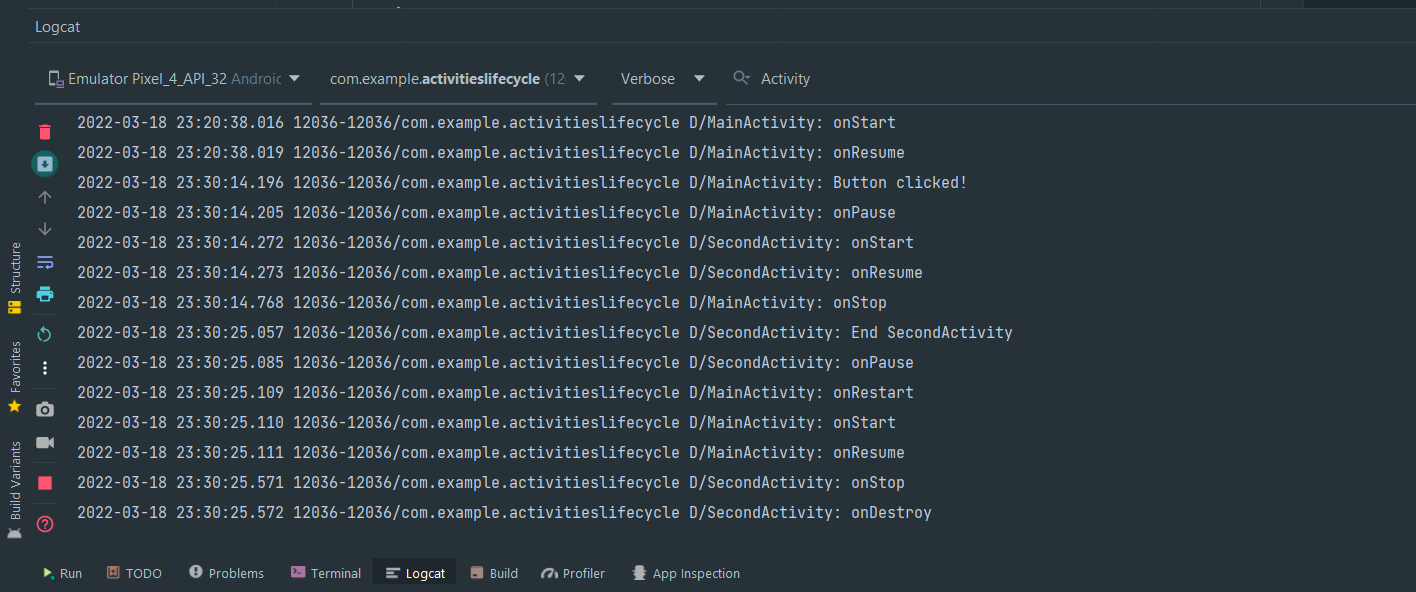 Logcat
Emulator Pixel_4_API_32 Android com.example.activitieslifecycle (12 Verbose Activity
2022-03-18 23:20:38.016 12036-12036/com.example.activitieslifecycle D/MainActivity: onStart
2022-03-18 23:20:38.019 12036-12036/com.example.activitieslifecycle D/MainActivity: onResume
2022-03-18 23:30:14.196 12036-12036/com.example.activitieslifecycle D/MainActivity: Button clicked!
2022-03-18 23:30:14.205 12036-12036/com.example.activitieslifecycle D/MainActivity: onPause
2022-03-18 23:30:14.272 12036-12036/com.example.activitieslifecycle D/SecondActivity: onStart
2022-03-18 23:30:14.273 12036-12036/com.example.activitieslifecycle D/SecondActivity: onResume
2022-03-18 23:30:14.768 12036-12036/com.example.activitieslifecycle D/MainActivity: onStop
2022-03-18 23:30:25.057 12036-12036/com.example.activitieslifecycle D/SecondActivity: End SecondActivity
2022-03-18 23:30:25.085 12036-12036/com.example.activitieslifecycle D/SecondActivity: onPause
2022-03-18 23:30:25.109 12036-12036/com.example.activitieslifecycle D/MainActivity: onRestart
2022-03-18 23:30:25.110 12036-12036/com.example.activitieslifecycle D/MainActivity: onStart
2022-03-18 23:30:25.111 12036-12036/com.example.activitieslifecycle D/MainActivity: onResume
2022-03-18 23:30:25.571 12036-12036/com.example.activitieslifecycle D/SecondActivity: onStop
2022-03-18 23:30:25.572 12036-12036/com.example.activitieslifecycle D/SecondActivity: onDestroy
Structure
Favorites
Build Variants
Run TODO Problems Terminal Logcat Build Profiler App Inspection